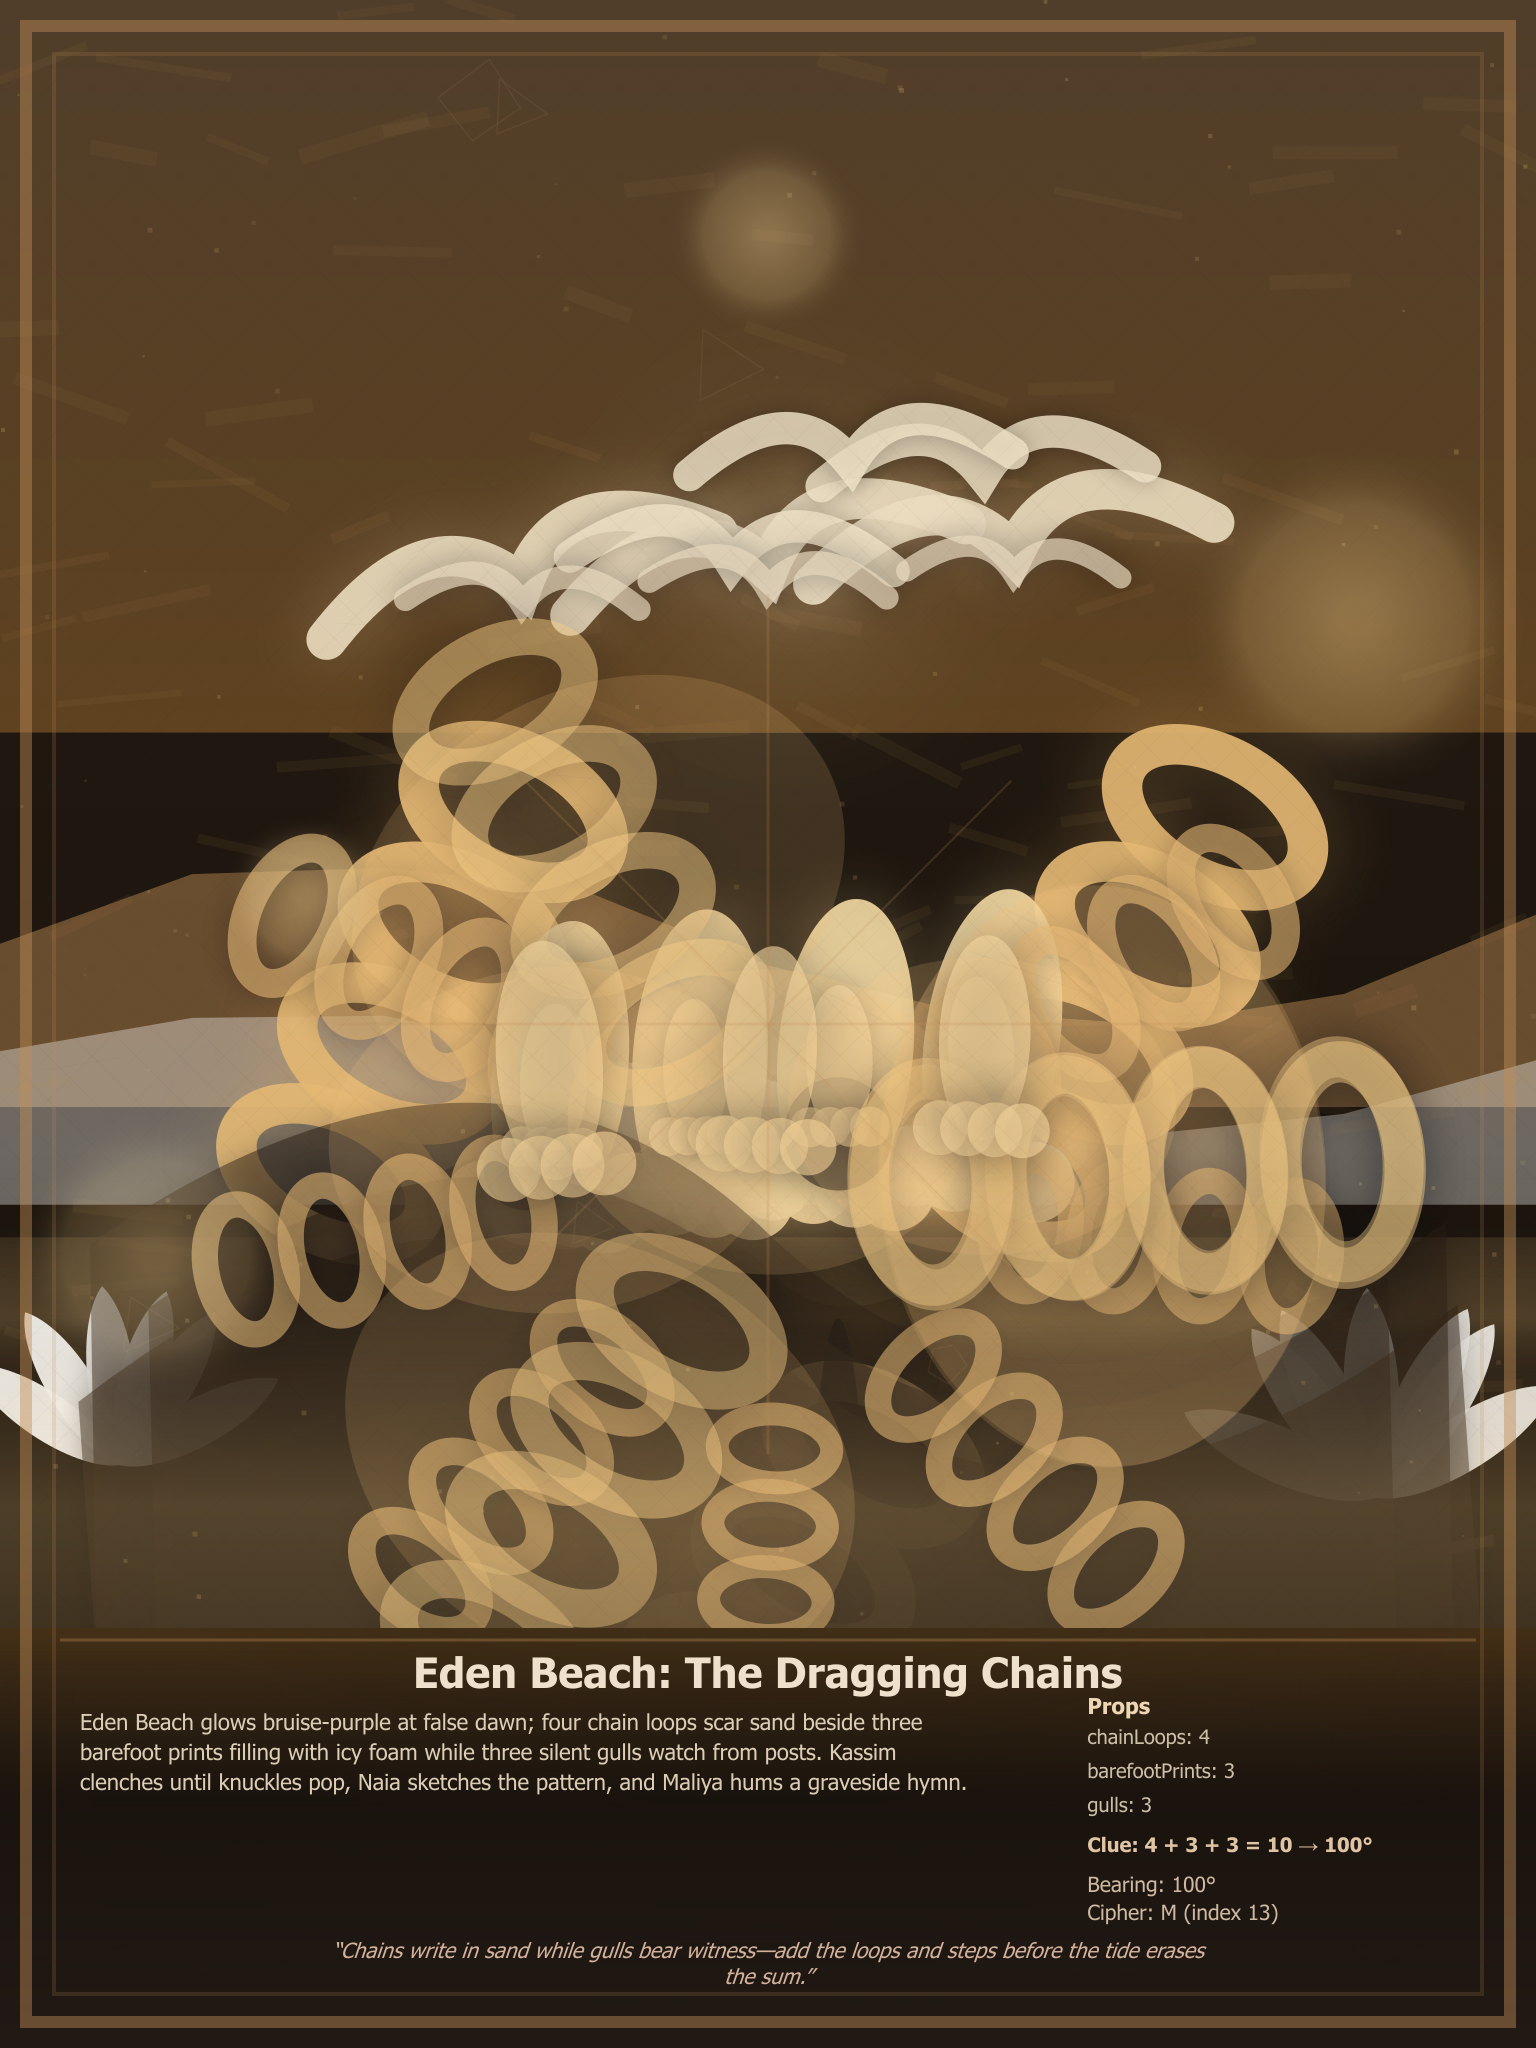 Eden Beach: The Dragging Chains
Eden Beach glows bruise-purple at false dawn; four chain loops scar sand beside three
barefoot prints filling with icy foam while three silent gulls watch from posts. Kassim
clenches until knuckles pop, Naia sketches the pattern, and Maliya hums a graveside hymn.
Props
chainLoops: 4
barefootPrints: 3
gulls: 3
Clue: 4 + 3 + 3 = 10 → 100°
Bearing: 100°
Cipher: M (index 13)
“Chains write in sand while gulls bear witness—add the loops and steps before the tide erases
the sum.”